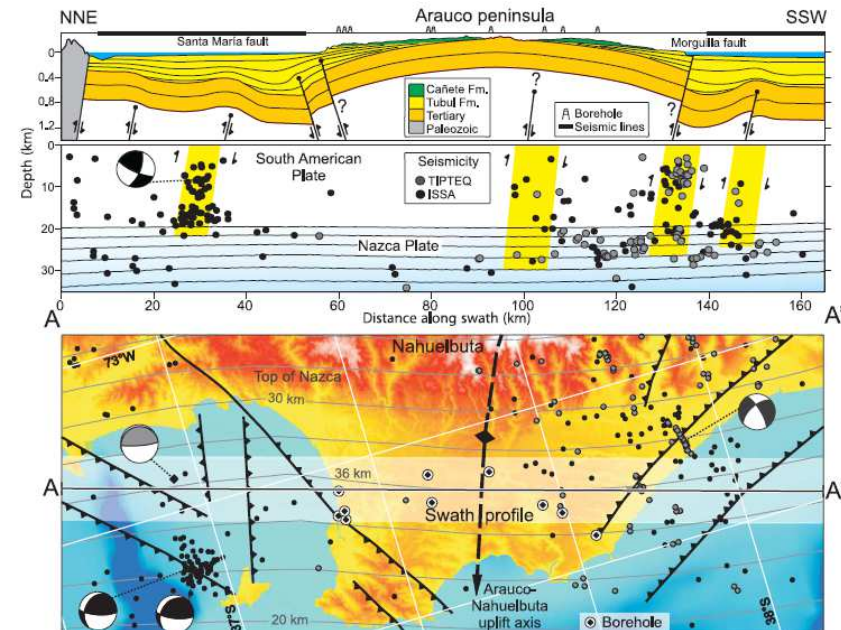 NNE
Arauco peninsula
SSW
Santa María fault
Morguilla fault
0
0.4
0.8
1.2
(km)
?
?
?
Cañete Fm.
Tubul Fm.
Tertiary
Paleozoic
Borehole
Seismic lines
Depth (km)
0
10
20
30
South American
Plate
Seismicity
TIPTEQ
ISSA
Nazca Plate
0
20
40
60
80
100
120
140
160
A
Distance along swath (km)
A'
73°W
Nahuelbuta
Top of Nazca
30 km
36 km
A
A'
Swath profile
Arauco-
Nahuelbuta
uplift axis
20 km
37°S
38°S
Borehole